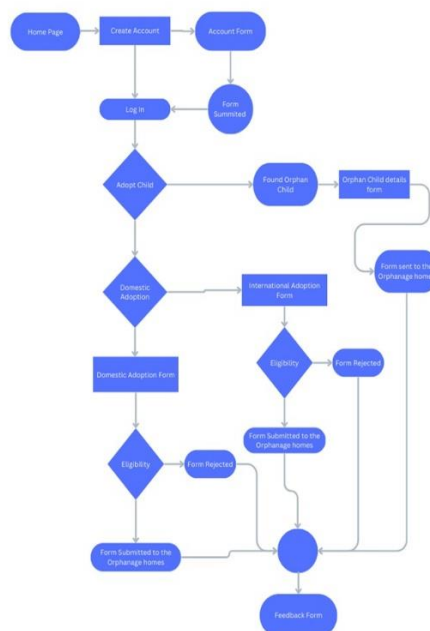 Home Page
Create Account
Account Form
Log In
Form
Summited
Adopt Child
Found Orphan
Child
Orphan Child details
form
Form sent to the
Orphanage home
Domestic
Adoption
International Adoption
Form
Domestic Adoption Form
Eligibility
Form Rejected
Form Submitted to the
Orphanage homes
Eligibility
Form Rejected
Form Submitted to the
Orphanage homes
Feedback Form